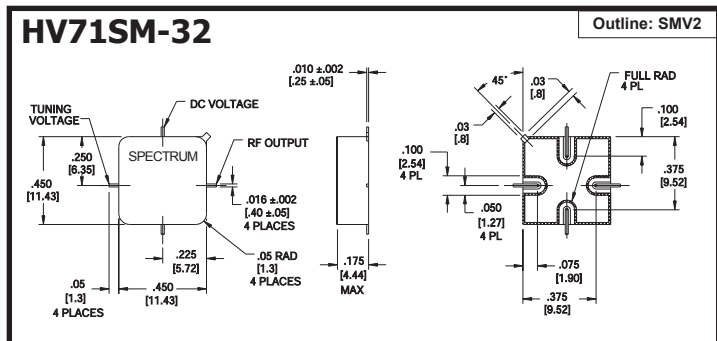 HV71SM-32
Outline: SMV2
TUNING
VOLTAGE
DC VOLTAGE
SPECTRUM
RF OUTPUT
.250
[6.35]
.450
[11.43]
.016 ±.002
[.40 ±.05]
4 PLACES
.225
[5.72]
.05 RAD
[1.3]
4 PLACES
.05
[1.3]
4 PLACES
.450
[11.43]
.010 ±.002
[.25 ±.05]
.175
[4.44]
MAX
45°
.03
[.8]
.03
[.8]
FULL RAD
4 PL
.100
[2.54]
.100
[2.54]
4 PL
.375
[9.52]
.050
[1.27]
4 PL
.075
[1.90]
.375
[9.52]